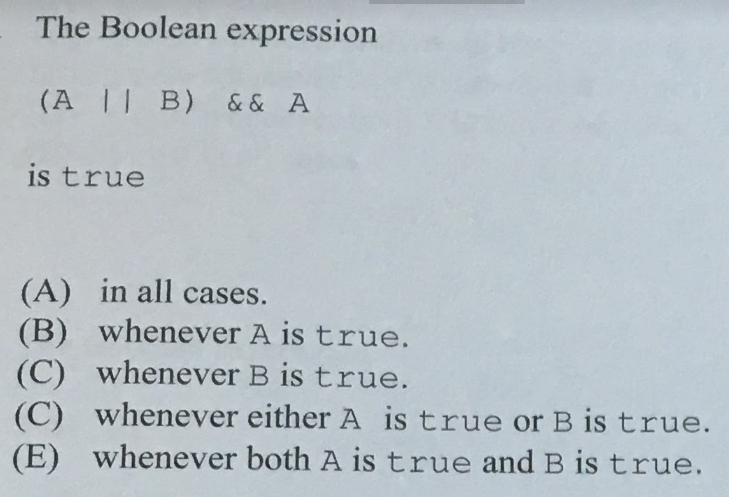 The Boolean expression
(A || B) && A
is true
(A) in all cases.
(B) whenever A is true.
(C) whenever B is true.
(C) whenever either A is true or B is true.
(E) whenever both A is true and B is true.